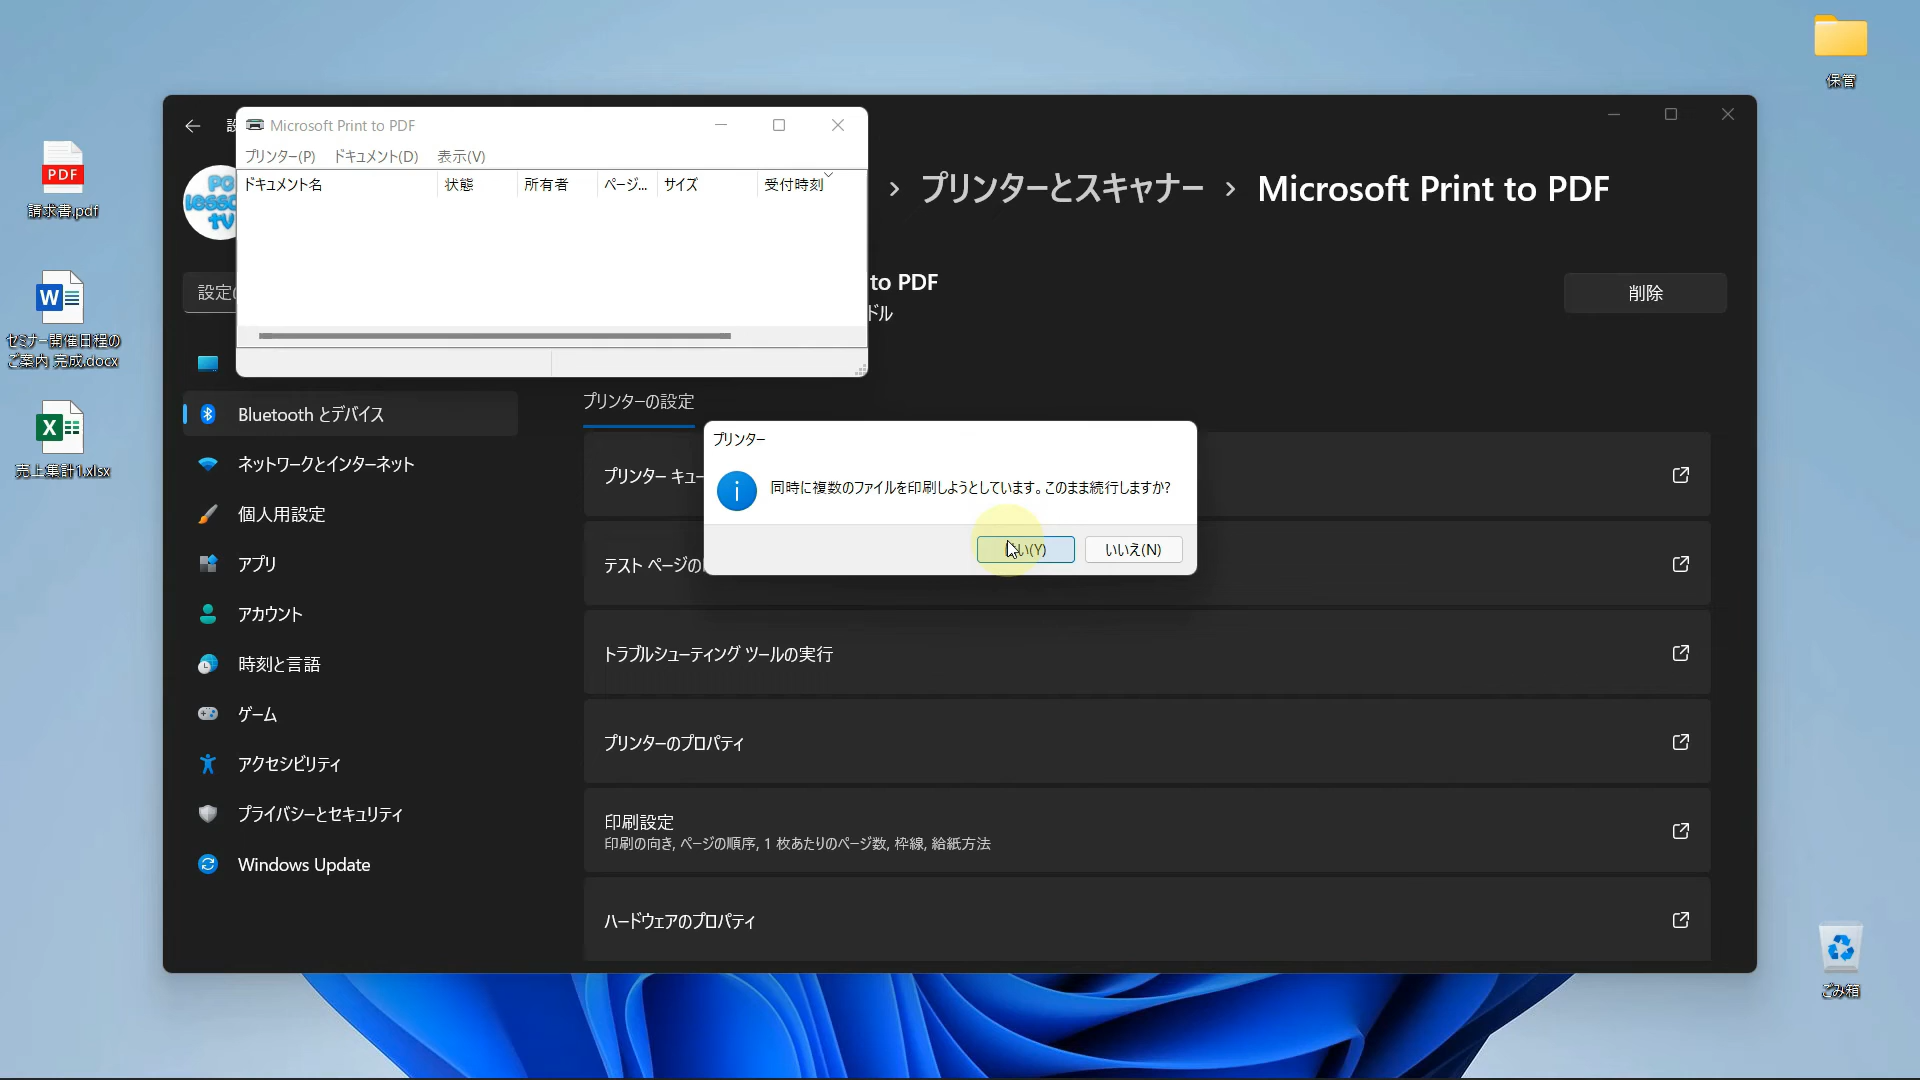 保管
PDF
請求書.pdf
W
セミナー開催日程の
ご案内 完成.docx
X
売上集計1.xlsx
ごみ箱
Microsoft Print to PDF
プリンター(P)
ドキュメント(D)
表示(V)
ドキュメント名
状態
所有者
ページ...
サイズ
受付時刻
設
PC
lesson
TV
プリンターとスキャナー
Microsoft Print to PDF
to PDF
ドル
削除
設定(
Bluetooth とデバイス
ネットワークとインターネット
個人用設定
アプリ
アカウント
時刻と言語
ゲーム
アクセシビリティ
プライバシーとセキュリティ
Windows Update
プリンターの設定
プリンター キュー
テスト ページの
トラブルシューティング ツールの実行
プリンターのプロパティ
印刷設定
印刷の向き, ページの順序, 1 枚あたりのページ数, 枠線, 給紙方法
ハードウェアのプロパティ
プリンター
同時に複数のファイルを印刷しようとしています。このまま続行しますか?
はい(Y)
いいえ(N)